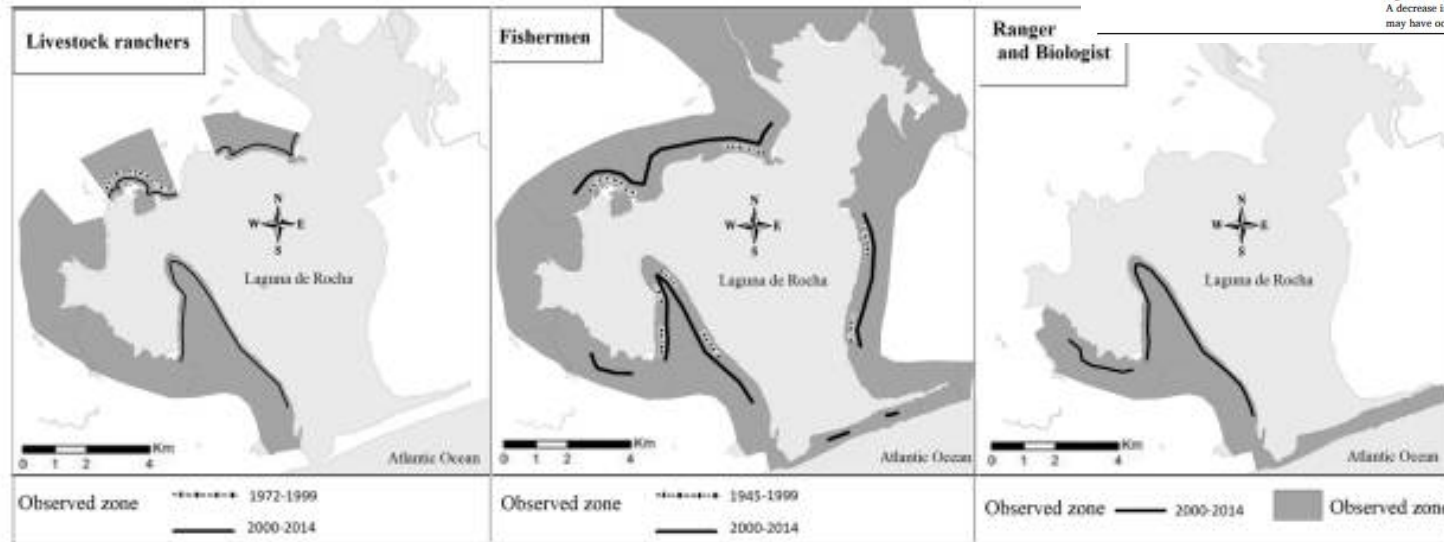 A decrease i
may have oc
Livestock ranchers
N
W E
S
Laguna de Rocha
Km
0 1 2 4
Atlantic Ocean
Observed zone
1972-1999
2000-2014
Fishermen
N
W E
S
Laguna de Rocha
Km
0 1 2 4
Atlantic Ocean
Observed zone
1945-1999
2000-2014
Ranger
and Biologist
N
W E
S
Laguna de Rocha
Km
0 1 2 4
Atlantic Ocean
Observed zone
2000-2014
Observed zone